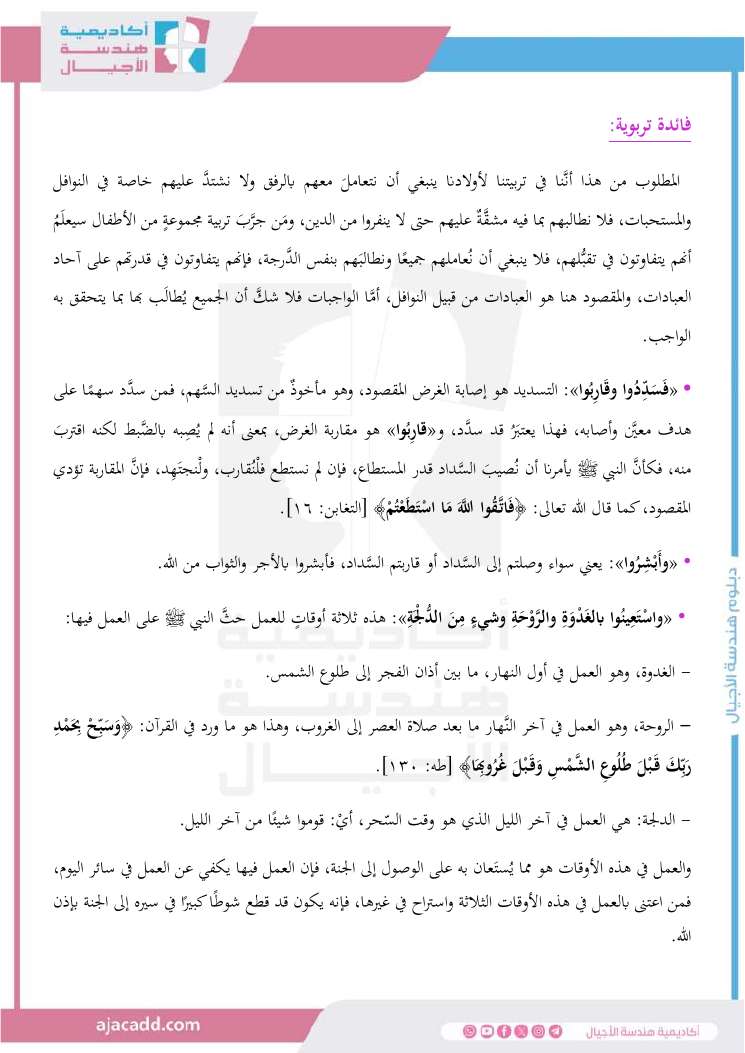 أكاديمية
هندسة
الأجيال
فائدة تربوية:
المطلوب من هذا أنَّنا في تربيتنا لأولادنا ينبغي أن نتعاملَ معهم بالرفق ولا نشتدَّ عليهم خاصة في النوافل
والمستحبات، فلا نطالبهم بما فيه مشقَّةٌ عليهم حتى لا ينفروا من الدين، ومَن جرَّبَ تربية مجموعةٍ من الأطفال سيعلَمُ
أنهم يتفاوتون في تقبُّلهم، فلا ينبغي أن نُعاملهم جميعًا ونطالبَهم بنفس الدَّرجة، فإنهم يتفاوتون في قدرتهم على آحاد
العبادات، والمقصود هنا هو العبادات من قبيل النوافل، أمَّا الواجبات فلا شكَّ أن الجميع يُطالَب بها بما يتحقق به
الواجب.
• «فَسَدِّدُوا وقَارِبُوا»: التسديد هو إصابة الغرض المقصود، وهو مأخوذٌ من تسديد السَّهم، فمن سدَّد سهمًا على
هدف معيَّن وأصابه، فهذا يعتبَرُ قد سدَّد، و«قارِبُوا» هو مقاربة الغرض، بمعنى أنه لم يُصِبه بالضَّبط لكنه اقتربَ
منه، فكأنَّ النبي ﷺ يأمرنا أن نُصيبَ السَّداد قدر المستطاع، فإن لم نستطع فلْنُقارب، ولْنجتَهِد، فإنَّ المقاربة تؤدي
المقصود، كما قال الله تعالى: ﴿فَاتَّقُوا اللَّهَ مَا اسْتَطَعْتُمْ﴾ [التغابن: ١٦].
• «وأَبْشِرُوا»: يعني سواء وصلتم إلى السَّداد أو قاربتم السَّداد، فأبشروا بالأجر والثواب من الله.
• «واسْتَعِينُوا بالغَدْوَةِ والرَّوْحَةِ وشيءٍ مِنَ الدُّلْجَةِ»: هذه ثلاثة أوقاتٍ للعمل حثَّ النبي ﷺ على العمل فيها:
– الغدوة، وهو العمل في أول النهار، ما بين أذان الفجر إلى طلوع الشمس.
– الروحة، وهو العمل في آخر النَّهار ما بعد صلاة العصر إلى الغروب، وهذا هو ما ورد في القرآن: ﴿وَسَبِّحْ بِحَمْدِ
رَبِّكَ قَبْلَ طُلُوعِ الشَّمْسِ وَقَبْلَ غُرُوبِهَا﴾ [طه: ١٣٠].
– الدلجة: هي العمل في آخر الليل الذي هو وقت السّحر، أيْ: قوموا شيئًا من آخر الليل.
والعمل في هذه الأوقات هو مما يُستَعان به على الوصول إلى الجنة، فإن العمل فيها يكفي عن العمل في سائر اليوم،
فمن اعتنى بالعمل في هذه الأوقات الثلاثة واستراح في غيرها، فإنه يكون قد قطع شوطًا كبيرًا في سيره إلى الجنة بإذن
الله.
دبلوم هندسة الأجيال
أكاديمية هندسة الأجيال
ajacadd.com